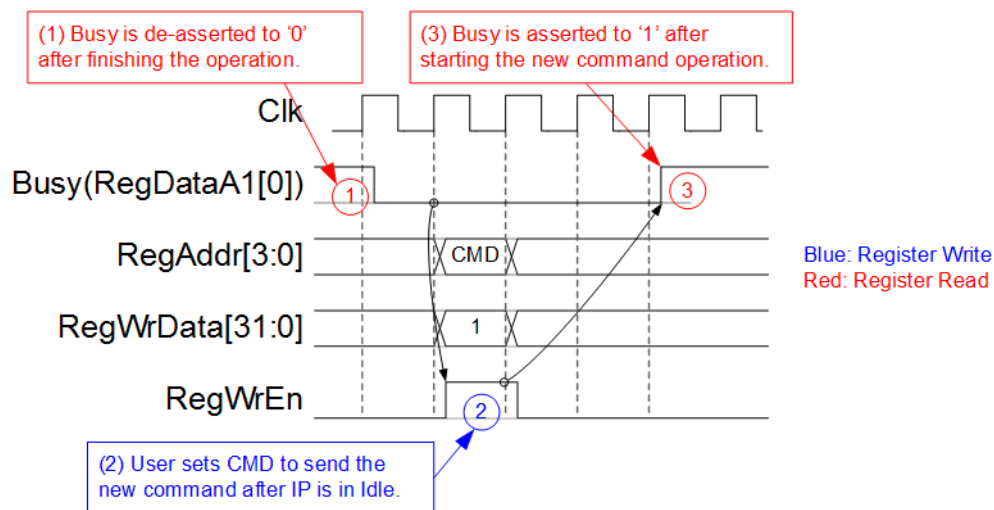 (1) Busy is de-asserted to ‘0’
after finishing the operation.
(3) Busy is asserted to ‘1’ after
starting the new command operation.
Clk
Busy(RegDataA1[0])
1
3
RegAddr[3:0]
CMD
Blue: Register Write
Red: Register Read
RegWrData[31:0]
1
RegWrEn
2
(2) User sets CMD to send the
new command after IP is in Idle.